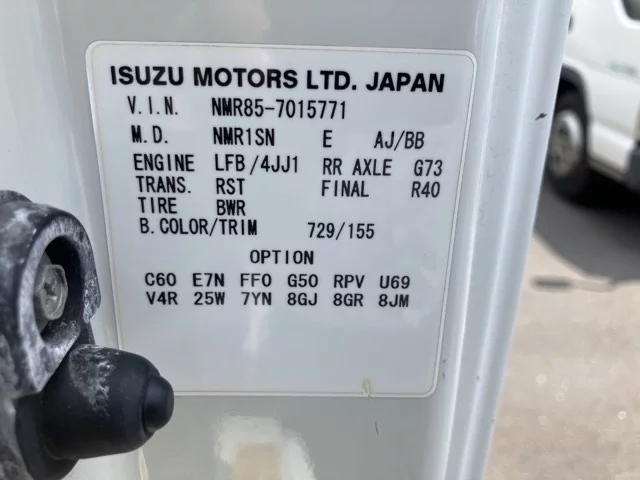 ISUZU MOTORS LTD. JAPAN
V.I.N. NMR85-7015771
M.D. NMR1SN E AJ/BB
ENGINE LFB/4JJ1 RR AXLE G73
TRANS. RST FINAL R40
TIRE BWR
B.COLOR/TRIM 729/155
OPTION
C60 E7N FFO G50 RPV U69
V4R 25W 7YN 8GJ 8GR 8JM